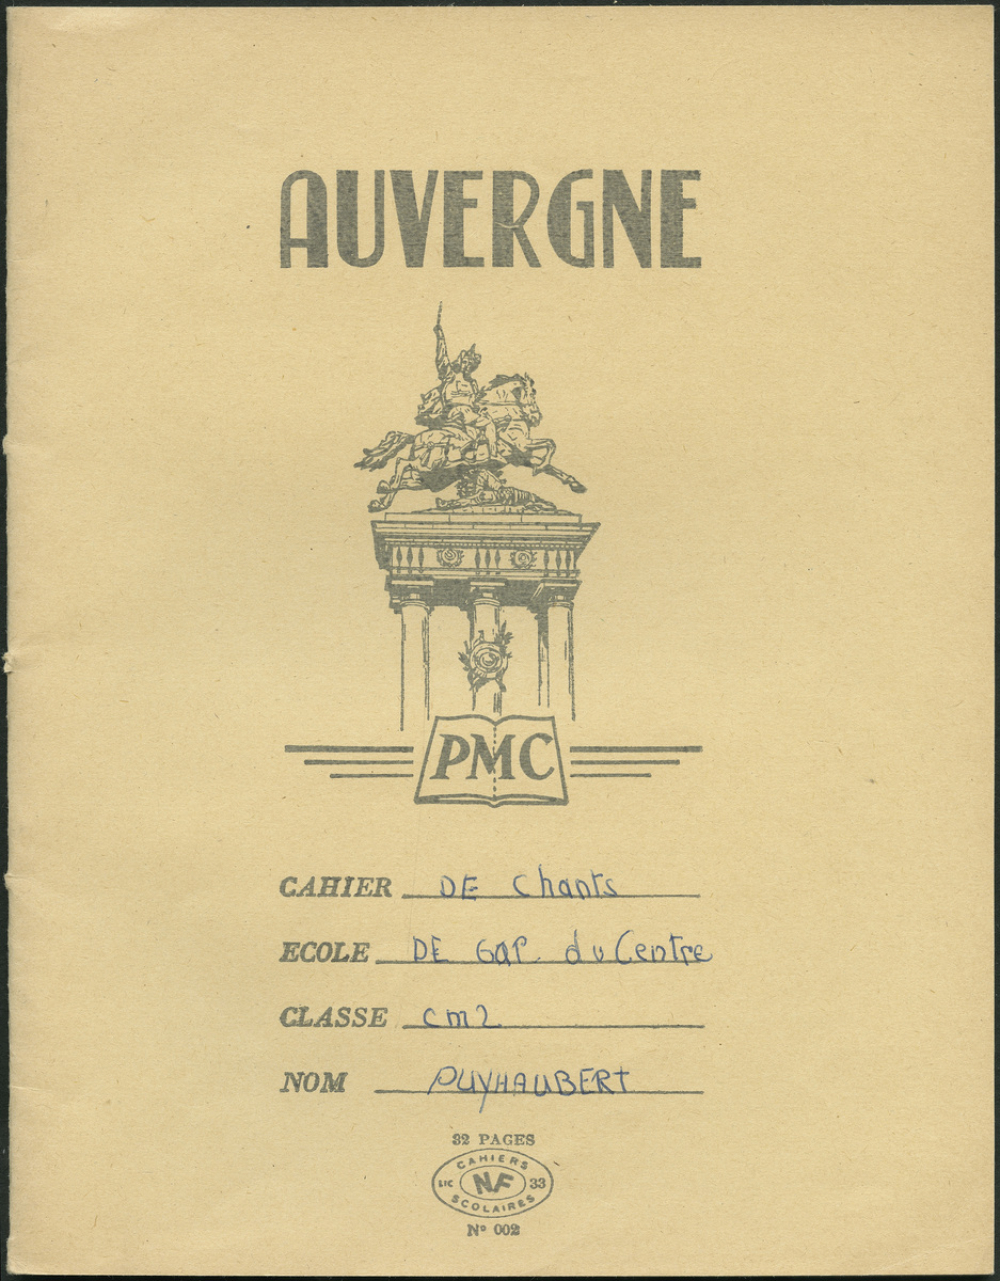 AUVERGNE
PMC
CAHIER DE Chants
ECOLE DE GAP. du Centre
CLASSE cm2
NOM PUYHAUBERT
32 PAGES
CAHIERS
LIC NF 33
SCOLAIRES
N° 002